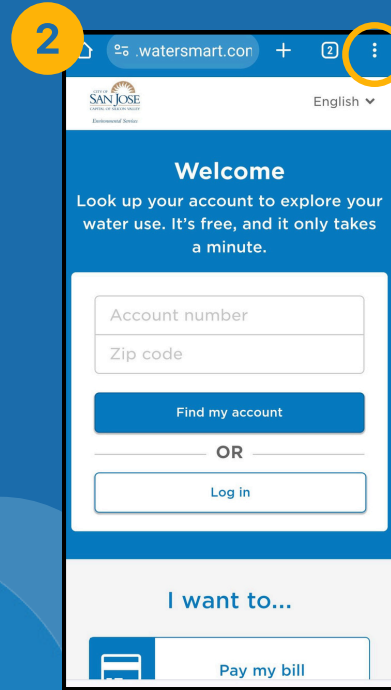 2
.watersmart.con
2
CITY OF
SAN JOSE
CAPITAL OF SILICON VALLEY
Environmental Services
English
Welcome
Look up your account to explore your
water use. It's free, and it only takes
a minute.
Account number
Zip code
Find my account
OR
Log in
I want to...
Pay my bill